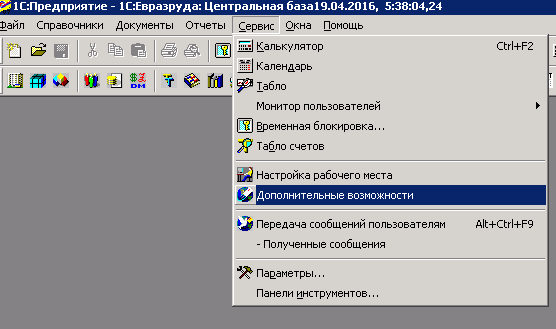 1С:Предприятие - 1С:Евразруда: Центральная база19.04.2016, 5:38:04,24
Файл Справочники Документы Отчеты Сервис Окна Помощь
Калькулятор Ctrl+F2
Календарь
Табло
Монитор пользователей
Временная блокировка...
Табло счетов
Настройка рабочего места
Дополнительные возможности
Передача сообщений пользователям Alt+Ctrl+F9
- Полученные сообщения
Параметры...
Панели инструментов...
DM